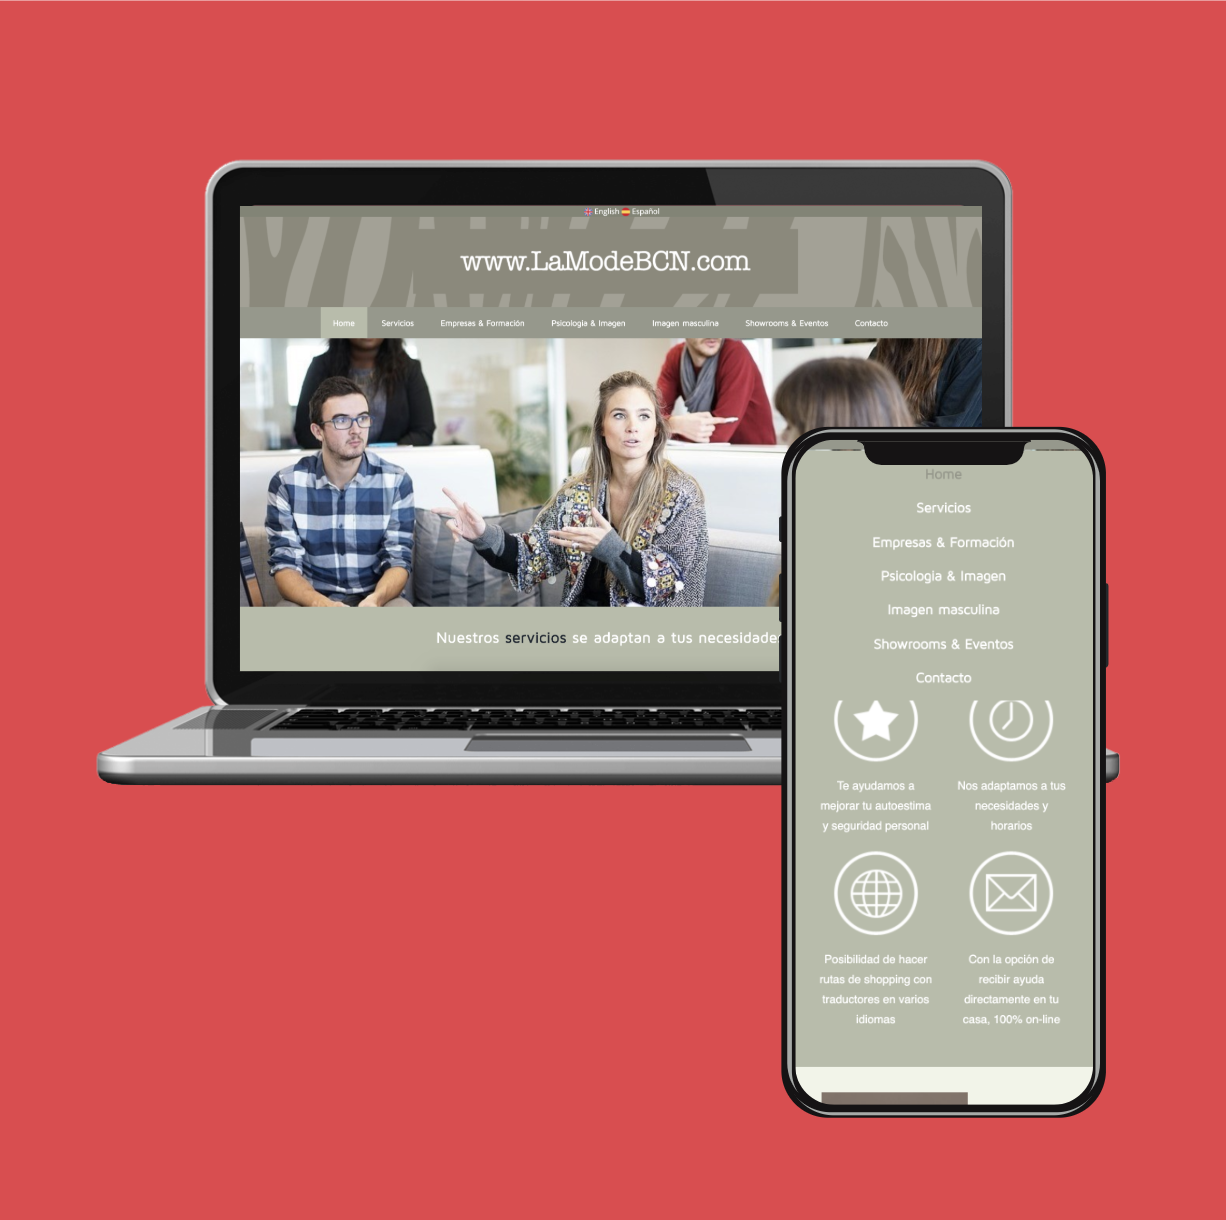 English Español
www.LaModeBCN.com
Home Servicios Empresas & Formación Psicologia & Imagen Imagen masculina Showrooms & Eventos Contacto
Nuestros servicios se adaptan a tus
Home
Servicios
Empresas & Formación
Psicologia & Imagen
Imagen masculina
Showrooms & Eventos
Contacto
Te ayudamos a
mejorar tu autoestima
y seguridad personal
Nos adaptamos a tus
necesidades y
horarios
Posibilidad de hacer
rutas de shopping con
traductores en varios
idiomas
Con la opción de
recibir ayuda
directamente en tu
casa, 100% on-line